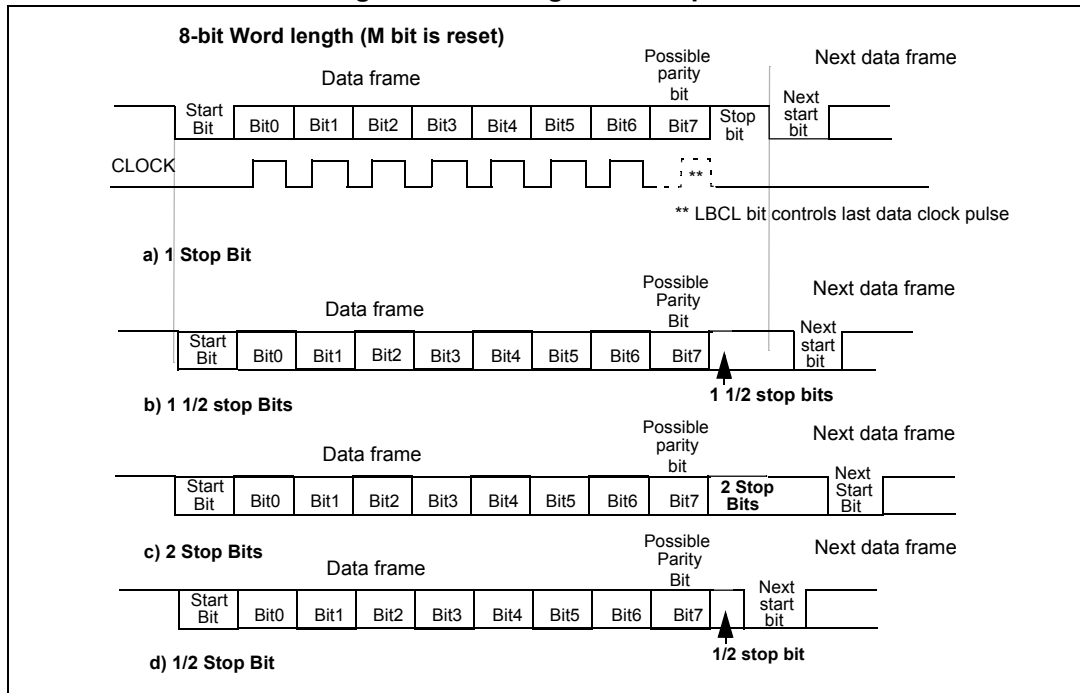 8-bit Word length (M bit is reset)
Possible parity bit
Next data frame
Data frame
Start Bit
Bit0
Bit1
Bit2
Bit3
Bit4
Bit5
Bit6
Bit7
Stop bit
Next start bit
CLOCK
**
** LBCL bit controls last data clock pulse
a) 1 Stop Bit
Possible Parity Bit
Next data frame
Data frame
Start Bit
Bit0
Bit1
Bit2
Bit3
Bit4
Bit5
Bit6
Bit7
Next start bit
1 1/2 stop bits
b) 1 1/2 stop Bits
Possible parity bit
Next data frame
Data frame
Start Bit
Bit0
Bit1
Bit2
Bit3
Bit4
Bit5
Bit6
Bit7
2 Stop Bits
Next Start Bit
c) 2 Stop Bits
Possible Parity Bit
Next data frame
Data frame
Start Bit
Bit0
Bit1
Bit2
Bit3
Bit4
Bit5
Bit6
Bit7
Next start bit
1/2 stop bit
d) 1/2 Stop Bit